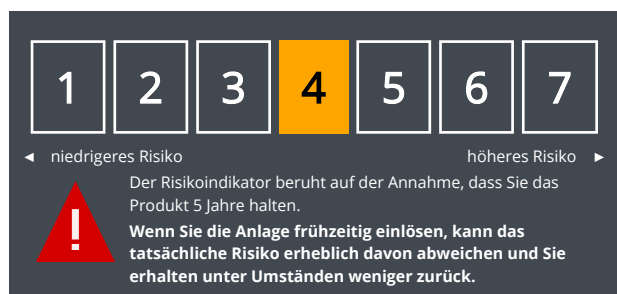 1 2 3 4 5 6 7
◄ niedrigeres Risiko höheres Risiko ►
Der Risikoindikator beruht auf der Annahme, dass Sie das
Produkt 5 Jahre halten.
!
Wenn Sie die Anlage frühzeitig einlösen, kann das
tatsächliche Risiko erheblich davon abweichen und Sie
erhalten unter Umständen weniger zurück.